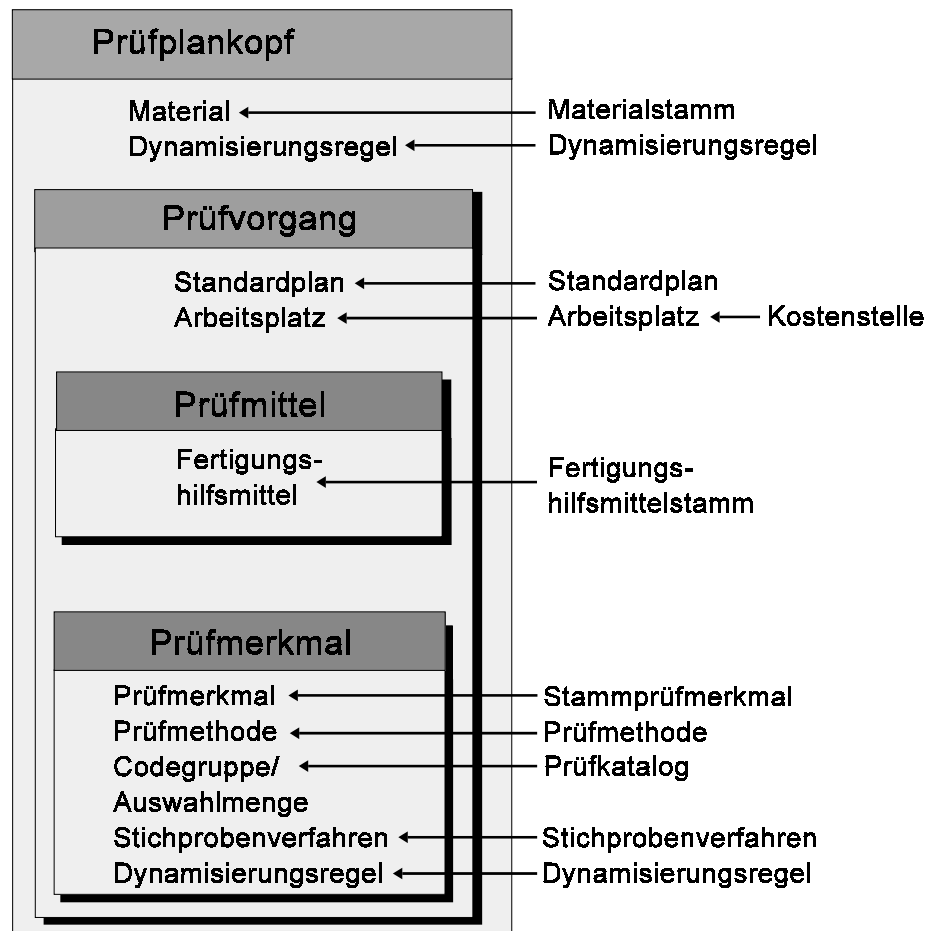 Prüfplankopf
Material
Materialstamm
Dynamisierungsregel
Dynamisierungsregel
Prüfvorgang
Standardplan
Standardplan
Arbeitsplatz
Arbeitsplatz
Kostenstelle
Prüfmittel
Fertigungs-
hilfsmittel
Fertigungs-
hilfsmittelstamm
Prüfmerkmal
Prüfmerkmal
Stammprüfmerkmal
Prüfmethode
Prüfmethode
Codegruppe/
Auswahlmenge
Prüfkatalog
Stichprobenverfahren
Stichprobenverfahren
Dynamisierungsregel
Dynamisierungsregel